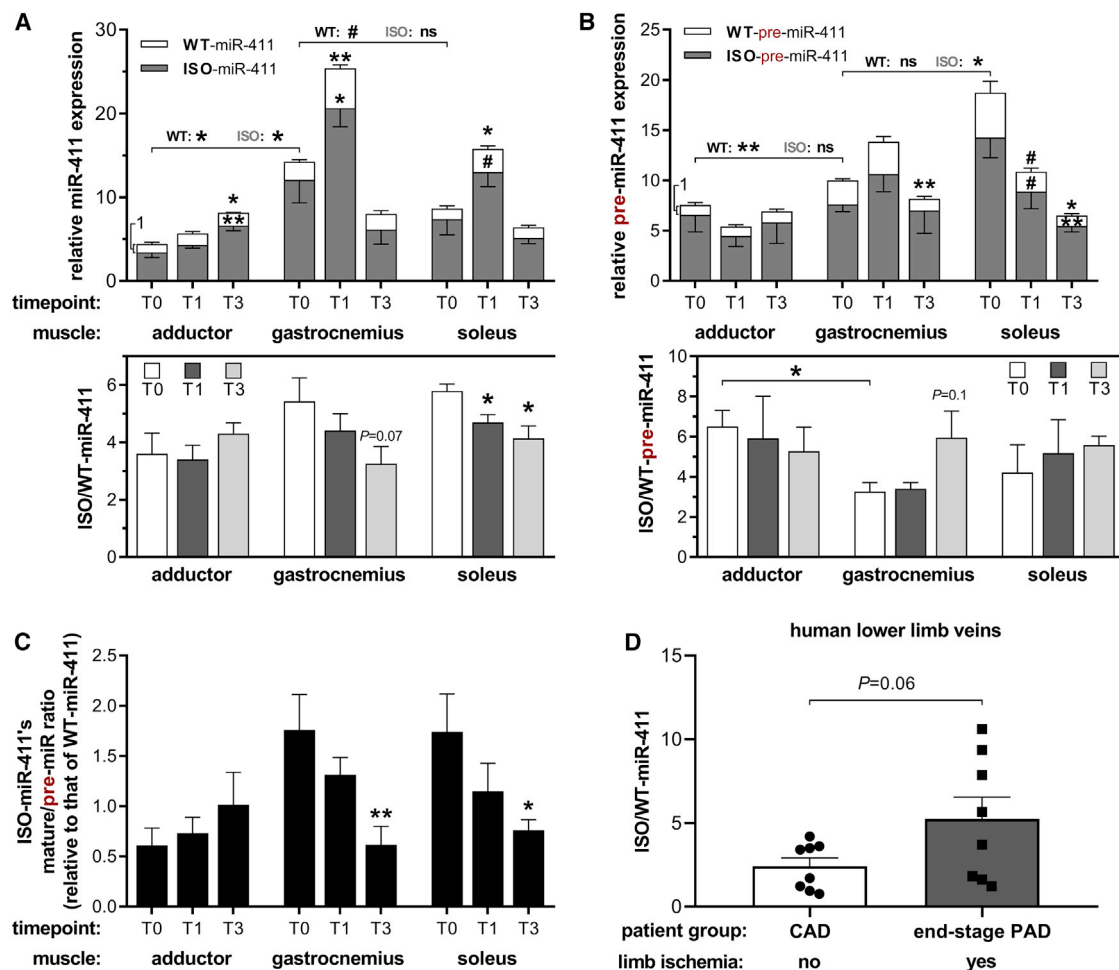 A
relative miR-411 expression
30
20
10
0
WT-miR-411
ISO-miR-411
WT: # ISO: ns
WT: * ISO: *
1
*
**
**
*
*
#
timepoint: T0 T1 T3 T0 T1 T3 T0 T1 T3
muscle: adductor gastrocnemius soleus
ISO/WT-miR-411
6
4
2
0
T0 T1 T3
P=0.07
*
*
adductor gastrocnemius soleus
B
relative pre-miR-411 expression
25
20
15
10
5
0
WT-pre-miR-411
ISO-pre-miR-411
WT: ns ISO: *
WT: ** ISO: ns
1
**
#
#
*
**
timepoint: T0 T1 T3 T0 T1 T3 T0 T1 T3
muscle: adductor gastrocnemius soleus
ISO/WT-pre-miR-411
10
8
6
4
2
0
*
P=0.1
T0 T1 T3
adductor gastrocnemius soleus
C
ISO-miR-411's
mature/pre-miR ratio
(relative to that of WT-miR-411)
2.5
2.0
1.5
1.0
0.5
0.0
**
*
timepoint: T0 T1 T3 T0 T1 T3 T0 T1 T3
muscle: adductor gastrocnemius soleus
D
human lower limb veins
ISO/WT-miR-411
15
10
5
0
P=0.06
patient group: CAD end-stage PAD
limb ischemia: no yes